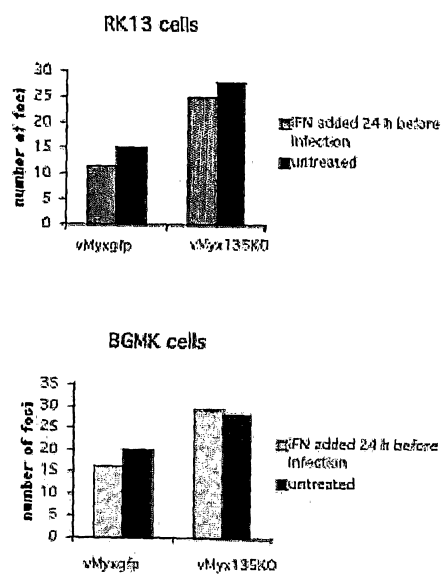 RK13 cells
number of foci
30
25
20
15
10
5
0
vMyxgfp
vMyx135KO
IFN added 24 h before
infection
untreated
BGMK cells
number of foci
35
30
25
20
15
10
5
0
vMyxgfp
vMyx135KO
IFN added 24 h before
infection
untreated